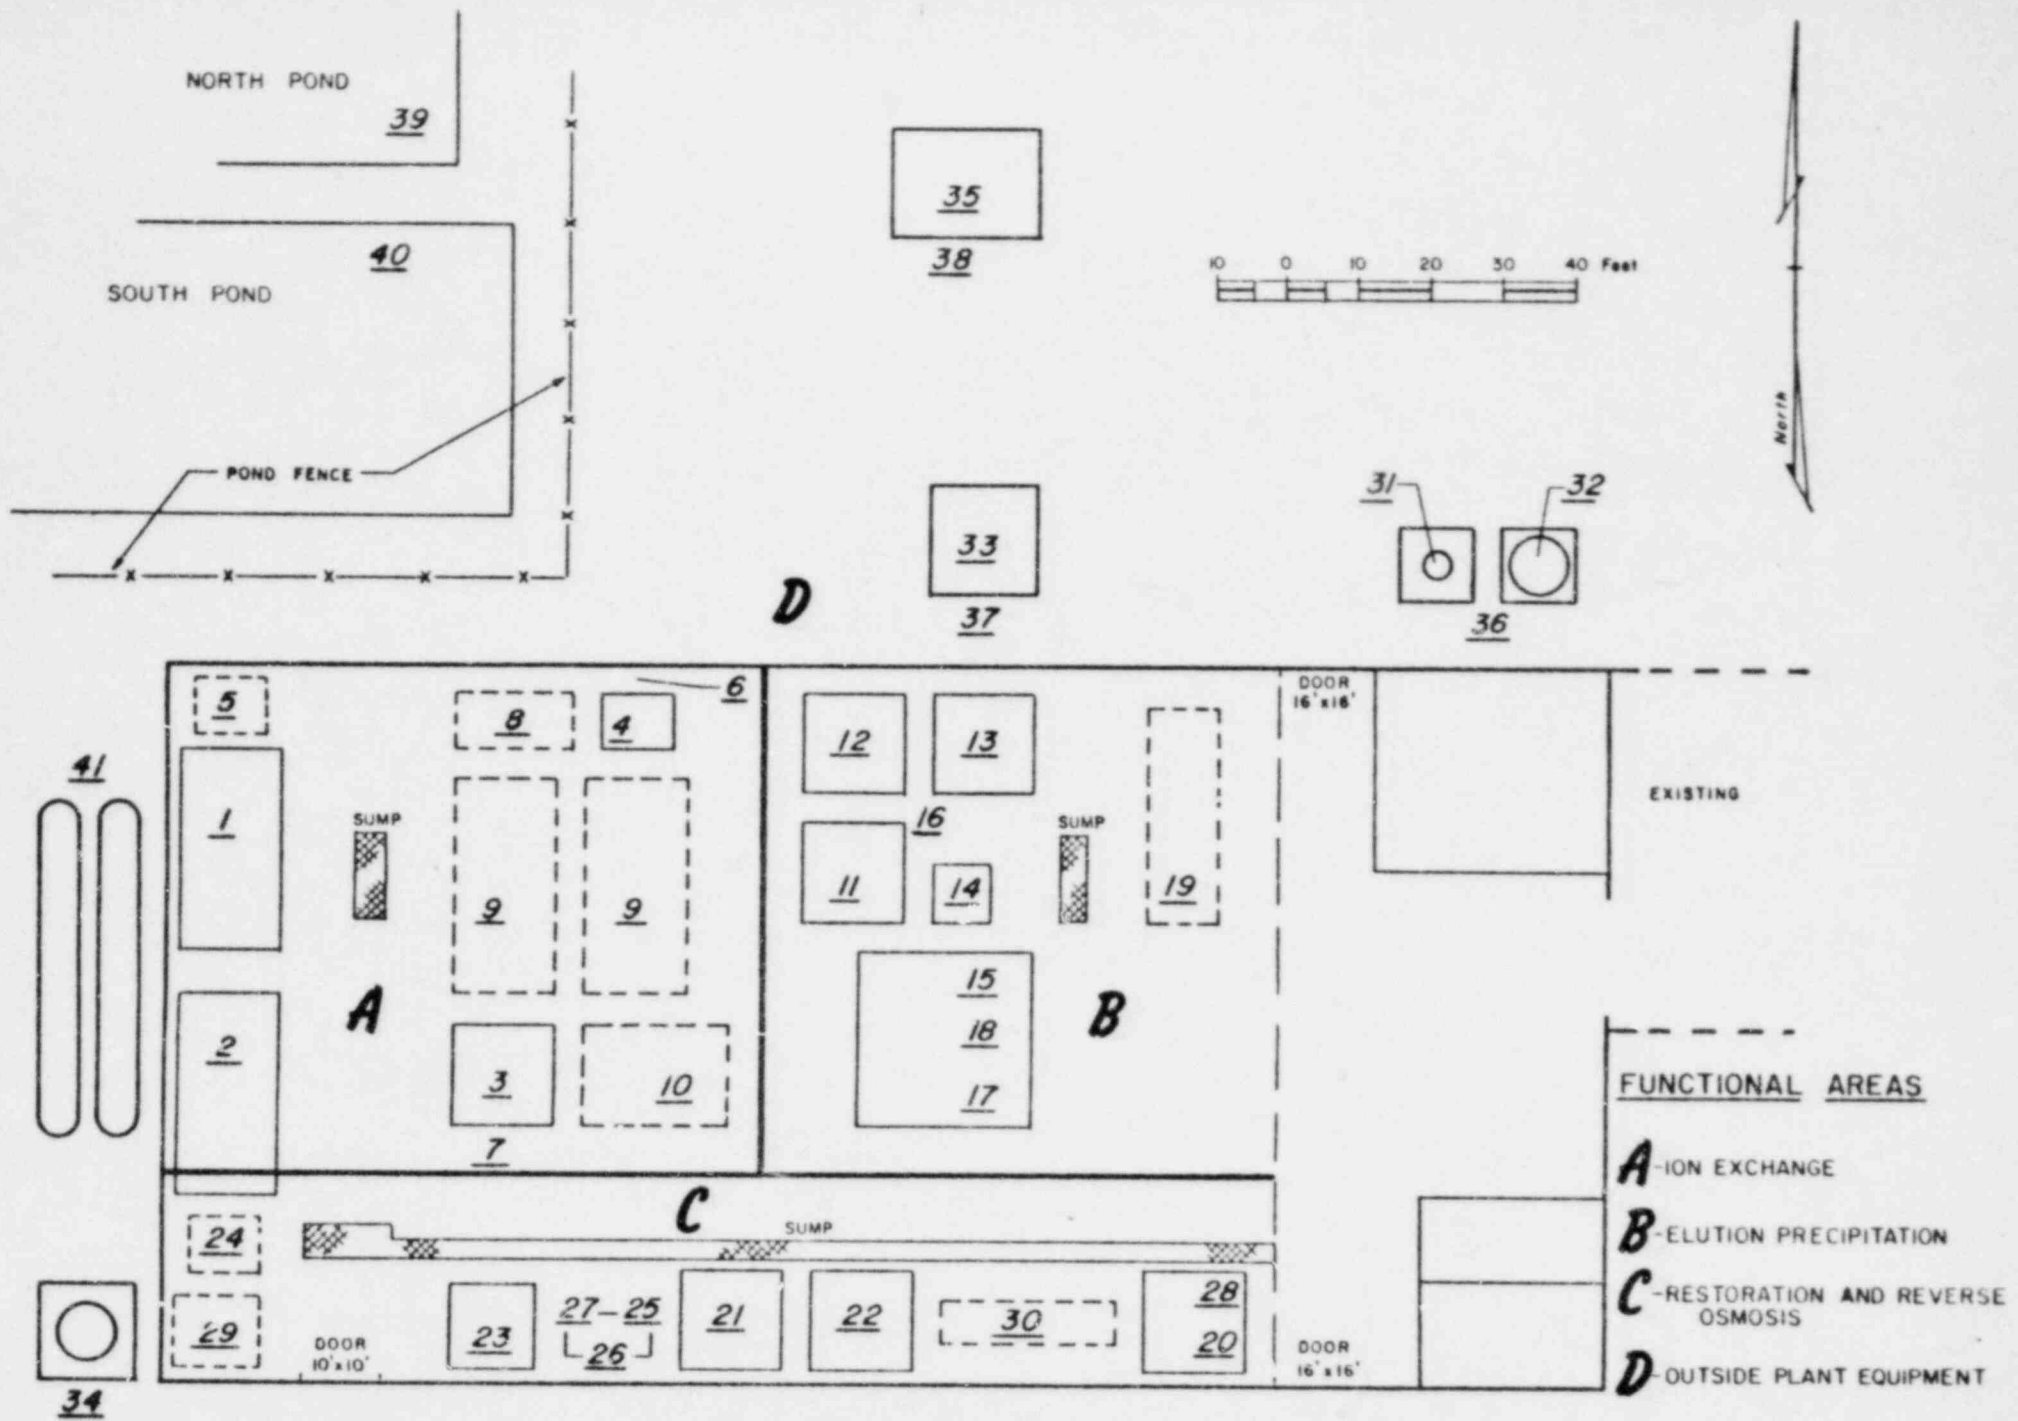 NORTH POND
39
40
SOUTH POND
POND FENCE
35
38
10 0 10 20 30 40 Feet
North
31
32
33
37
36
D
5
8
4
6
12
13
DOOR
16'x16'
41
1
SUMP
16
SUMP
EXISTING
9
9
11
14
19
A
15
B
2
18
3
10
17
7
FUNCTIONAL AREAS
A-ION EXCHANGE
B-ELUTION PRECIPITATION
C-RESTORATION AND REVERSE
OSMOSIS
D-OUTSIDE PLANT EQUIPMENT
C
SUMP
24
29
DOOR
10'x10'
23
27-25
26
21
22
30
28
20
DOOR
16'x16'
34